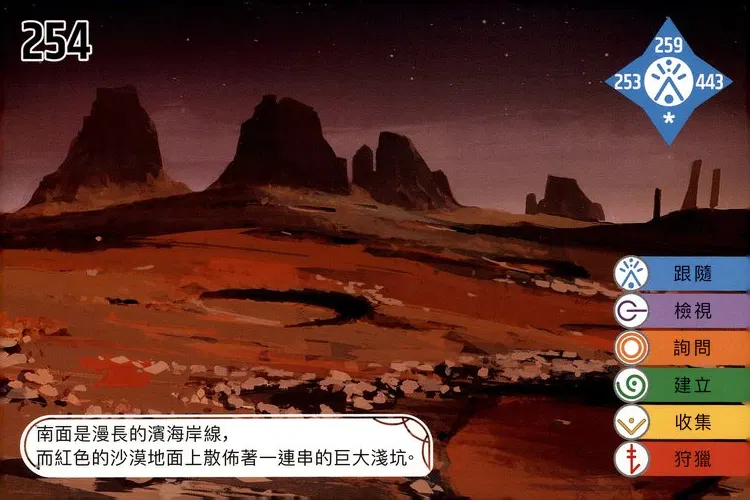 254
259
253 443
*
跟隨
檢視
詢問
建立
收集
狩獵
南面是漫長的濱海岸線，
而紅色的沙漠地面上散佈著一連串的巨大淺坑。